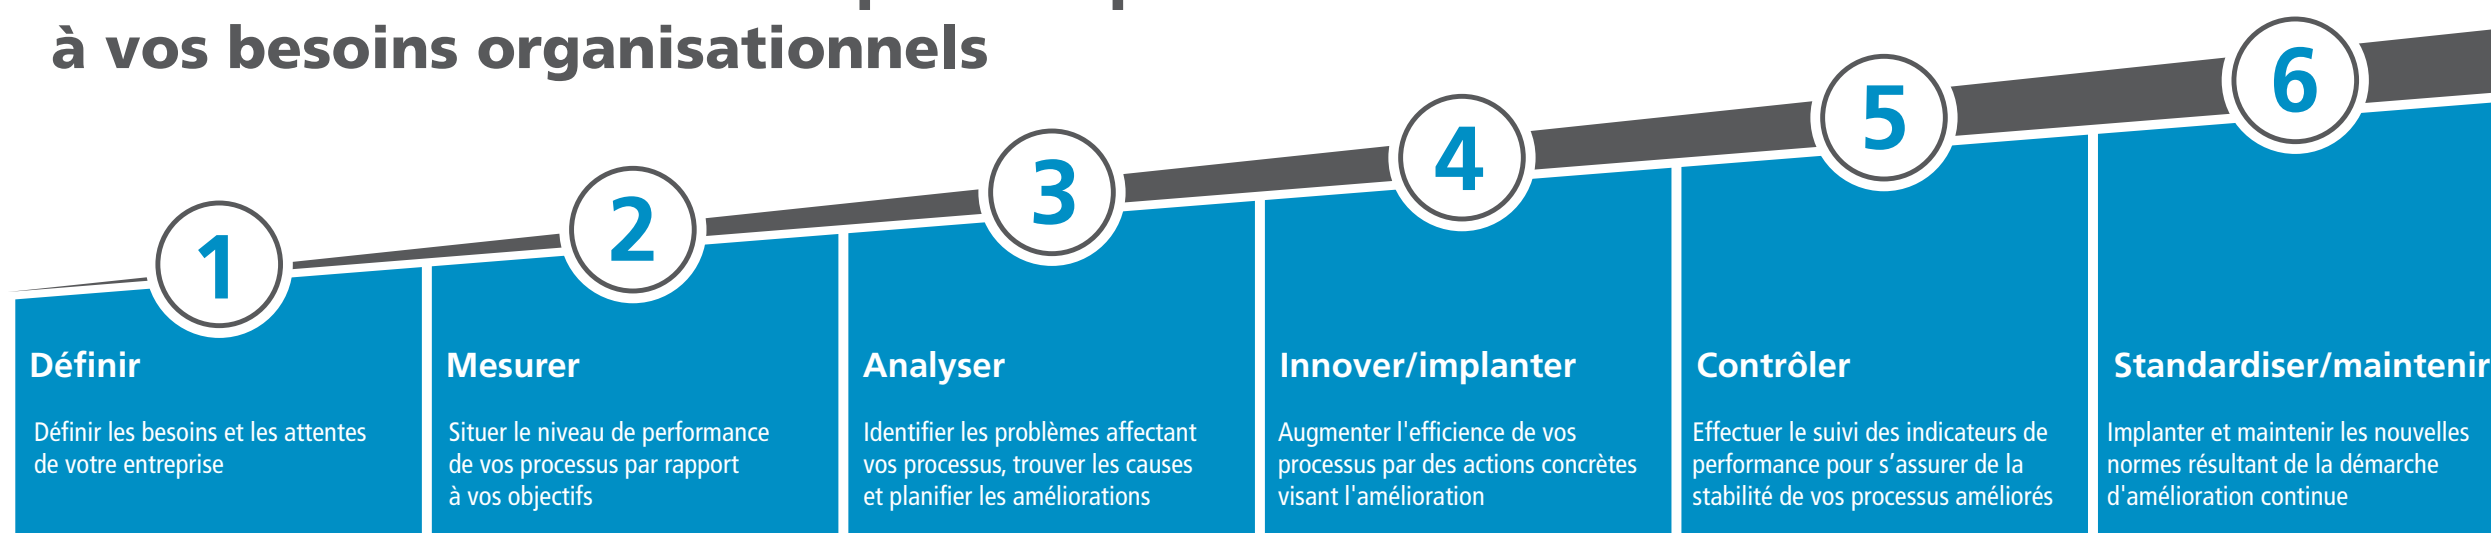 à vos besoins organisationnels
1
2
3
4
5
6
Définir
Définir les besoins et les attentes
de votre entreprise
Mesurer
Situer le niveau de performance
de vos processus par rapport
à vos objectifs
Analyser
Identifier les problèmes affectant
vos processus, trouver les causes
et planifier les améliorations
Innover/implanter
Augmenter l'efficience de vos
processus par des actions concrètes
visant l'amélioration
Contrôler
Effectuer le suivi des indicateurs de
performance pour s’assurer de la
stabilité de vos processus améliorés
Standardiser/maintenir
Implanter et maintenir les nouvelles
normes résultant de la démarche
d'amélioration continue